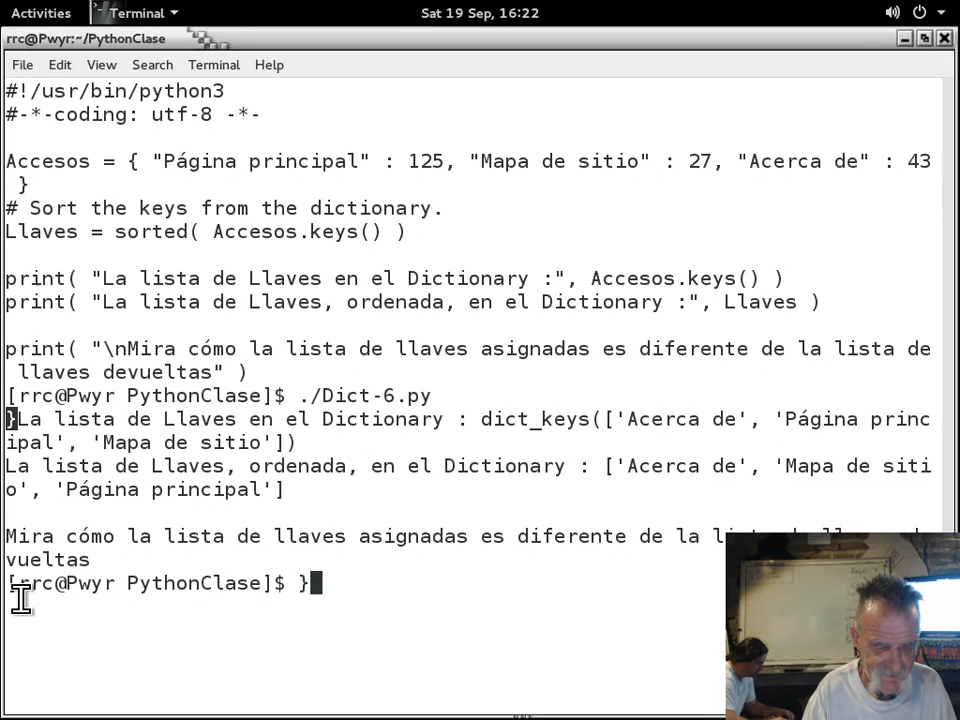 Activities Terminal Sat 19 Sep, 16:22
rrc@Pwyr:~/PythonClase
File Edit View Search Terminal Help
#!/usr/bin/python3
#-*-coding: utf-8 -*-
Accesos = { "Página principal" : 125, "Mapa de sitio" : 27, "Acerca de" : 43
}
# Sort the keys from the dictionary.
Llaves = sorted( Accesos.keys() )
print( "La lista de Llaves en el Dictionary :", Accesos.keys() )
print( "La lista de Llaves, ordenada, en el Dictionary :", Llaves )
print( "\nMira cómo la lista de llaves asignadas es diferente de la lista de
llaves devueltas" )
[rrc@Pwyr PythonClase]$ ./Dict-6.py
}La lista de Llaves en el Dictionary : dict_keys(['Acerca de', 'Página princ
ipal', 'Mapa de sitio'])
La lista de Llaves, ordenada, en el Dictionary : ['Acerca de', 'Mapa de siti
o', 'Página principal']
Mira cómo la lista de llaves asignadas es diferente de la
vueltas
[rrc@Pwyr PythonClase]$ }